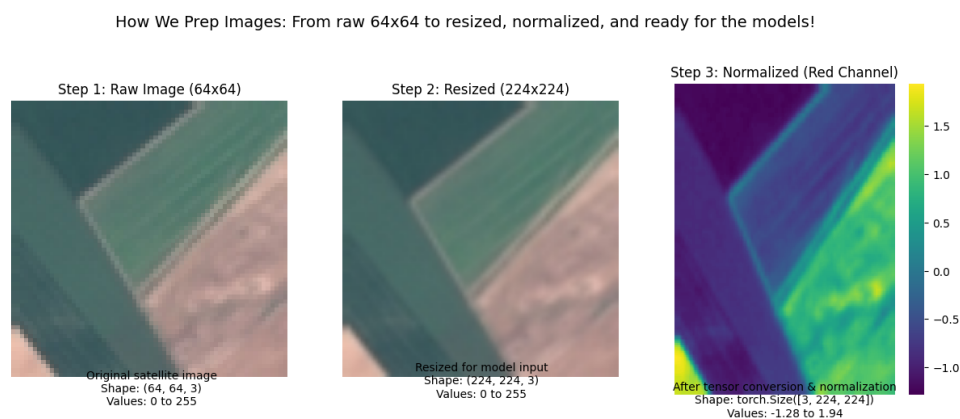 How We Prep Images: From raw 64x64 to resized, normalized, and ready for the models!
Step 1: Raw Image (64x64)
Original satellite image
Shape: (64, 64, 3)
Values: 0 to 255
Step 2: Resized (224x224)
Resized for model input
Shape: (224, 224, 3)
Values: 0 to 255
Step 3: Normalized (Red Channel)
1.5
1.0
0.5
0.0
−0.5
−1.0
After tensor conversion & normalization
Shape: torch.Size([3, 224, 224])
Values: -1.28 to 1.94